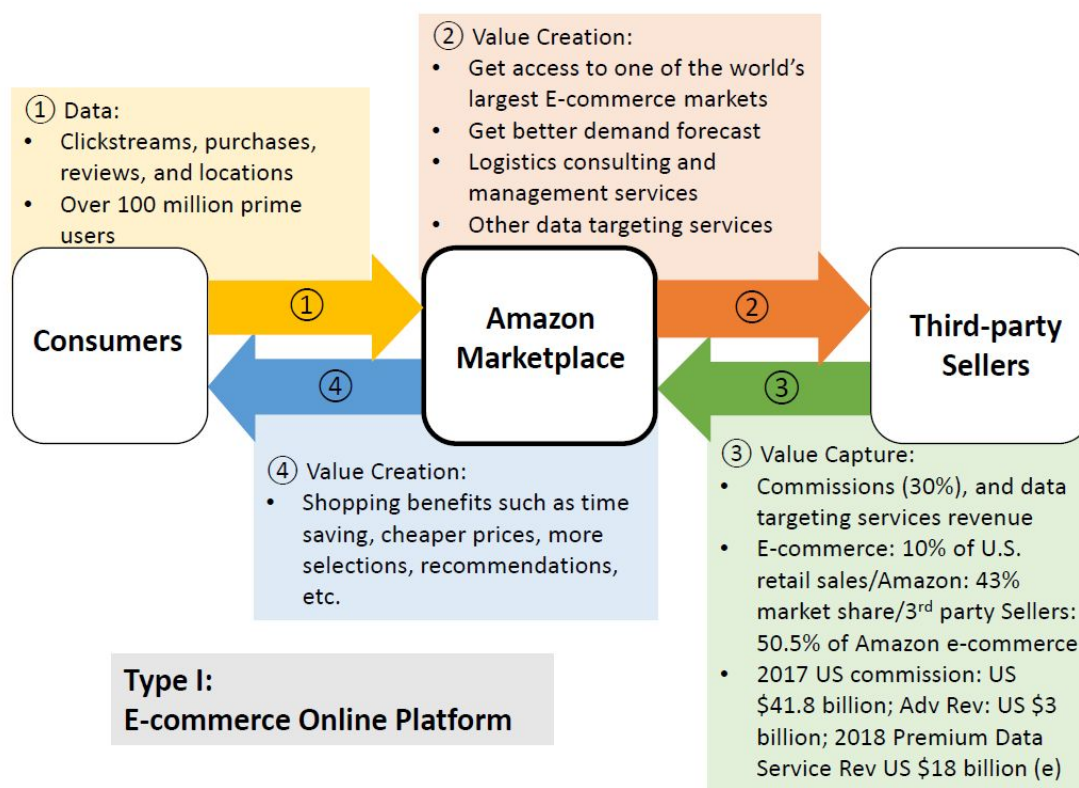 ② Value Creation:
• Get access to one of the world's
largest E-commerce markets
• Get better demand forecast
• Logistics consulting and
management services
• Other data targeting services
① Data:
• Clickstreams, purchases,
reviews, and locations
• Over 100 million prime
users
Consumers
①
④
Amazon
Marketplace
②
③
Third-party
Sellers
④ Value Creation:
• Shopping benefits such as time
saving, cheaper prices, more
selections, recommendations,
etc.
③ Value Capture:
• Commissions (30%), and data
targeting services revenue
• E-commerce: 10% of U.S.
retail sales/Amazon: 43%
market share/3rd party Sellers:
50.5% of Amazon e-commerce
• 2017 US commission: US
$41.8 billion; Adv Rev: US $3
billion; 2018 Premium Data
Service Rev US $18 billion (e)
Type I:
E-commerce Online Platform